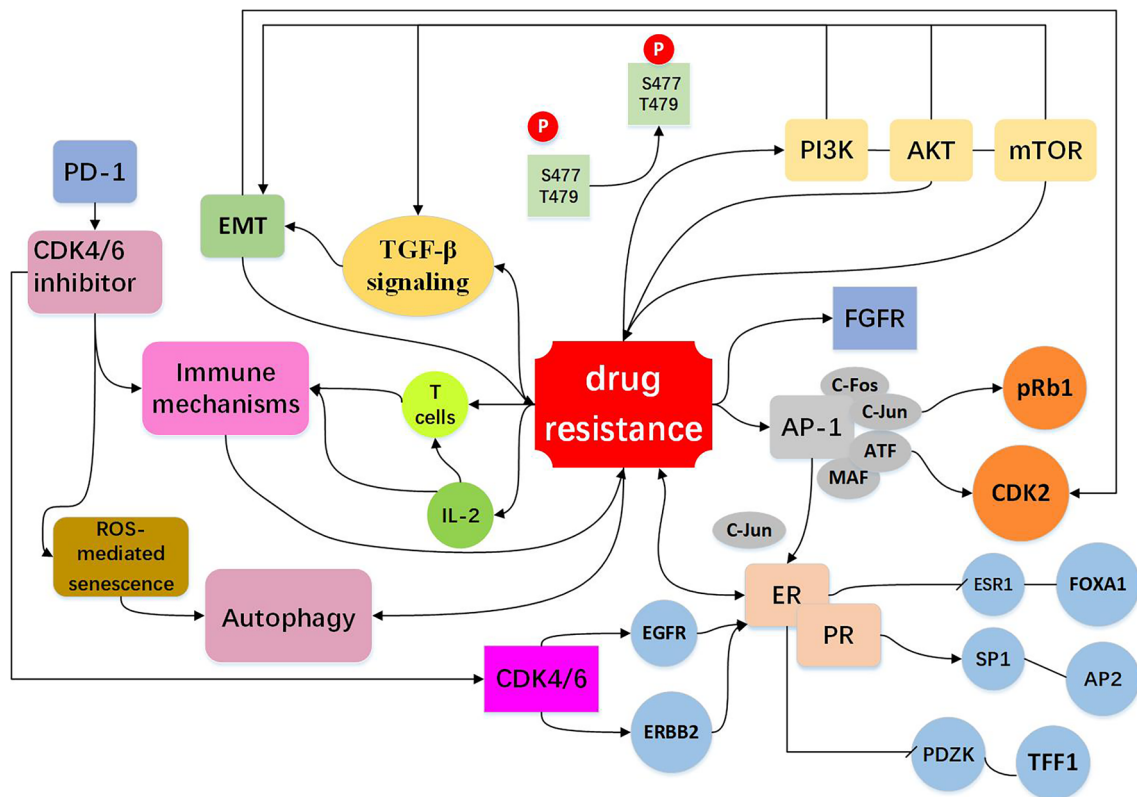 P
S477
T479
P
S477
T479
PI3K
AKT
mTOR
PD-1
CDK4/6
inhibitor
EMT
TGF-β
signaling
FGFR
Immune
mechanisms
T
cells
drug
resistance
C-Fos
C-Jun
AP-1
ATF
MAF
pRb1
CDK2
IL-2
C-Jun
ROS-
mediated
senescence
Autophagy
ER
PR
ESR1
FOXA1
EGFR
SP1
AP2
CDK4/6
ERBB2
PDZK
TFF1